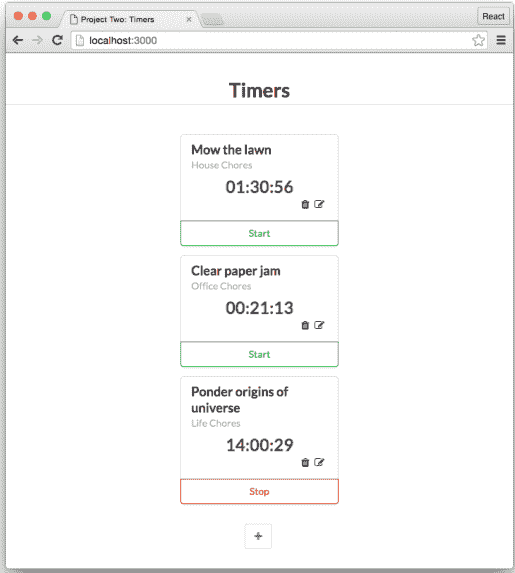 Project Two: Timers
React
localhost:3000
Timers
Mow the lawn
House Chores
01:30:56
Start
Clear paper jam
Office Chores
00:21:13
Start
Ponder origins of
universe
Life Chores
14:00:29
Stop
+